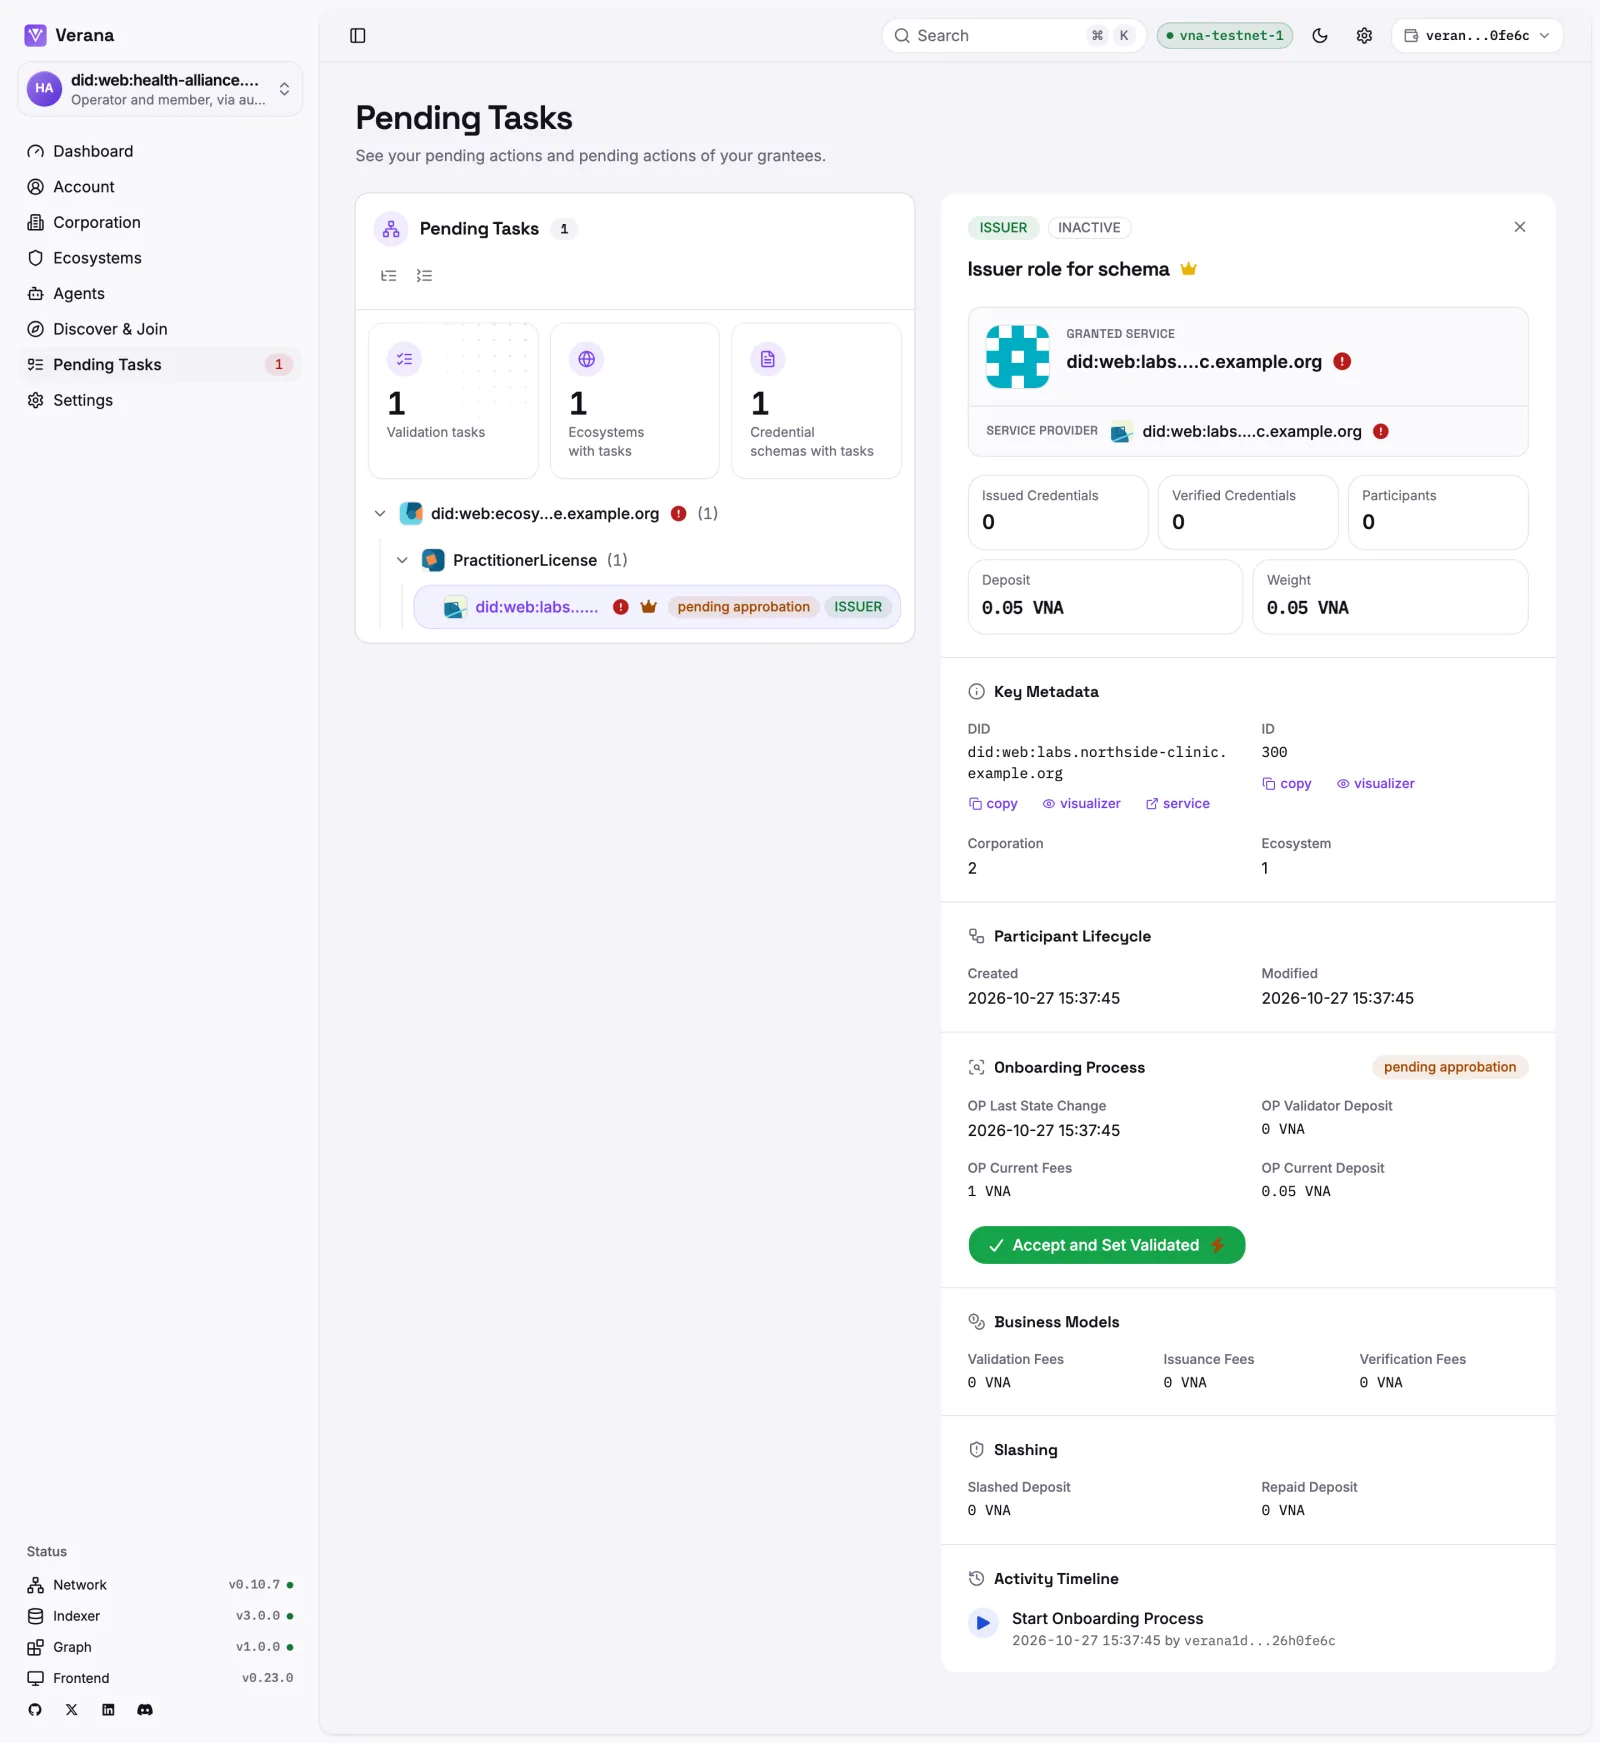 Verana
HA
did:web:health-alliance....
Operator and member, via au...
Dashboard
Account
Corporation
Ecosystems
Agents
Discover & Join
Pending Tasks 1
Settings
Status
Network v0.10.7
Indexer v3.0.0
Graph v1.0.0
Frontend v0.23.0
Search ⌘ K
vna-testnet-1
veran...0fe6c
Pending Tasks
See your pending actions and pending actions of your grantees.
Pending Tasks 1
1
Validation tasks
1
Ecosystems
with tasks
1
Credential
schemas with tasks
did:web:ecosy...e.example.org (1)
PractitionerLicense (1)
did:web:labs...... pending approbation ISSUER
ISSUER INACTIVE
Issuer role for schema
GRANTED SERVICE
did:web:labs....c.example.org
SERVICE PROVIDER did:web:labs....c.example.org
Issued Credentials
0
Verified Credentials
0
Participants
0
Deposit
0.05 VNA
Weight
0.05 VNA
Key Metadata
DID
did:web:labs.northside-clinic.
example.org
copy visualizer service
ID
300
copy visualizer
Corporation
2
Ecosystem
1
Participant Lifecycle
Created
2026-10-27 15:37:45
Modified
2026-10-27 15:37:45
Onboarding Process pending approbation
OP Last State Change
2026-10-27 15:37:45
OP Validator Deposit
0 VNA
OP Current Fees
1 VNA
OP Current Deposit
0.05 VNA
Accept and Set Validated
Business Models
Validation Fees
0 VNA
Issuance Fees
0 VNA
Verification Fees
0 VNA
Slashing
Slashed Deposit
0 VNA
Repaid Deposit
0 VNA
Activity Timeline
Start Onboarding Process
2026-10-27 15:37:45 by verana1d...26h0fe6c